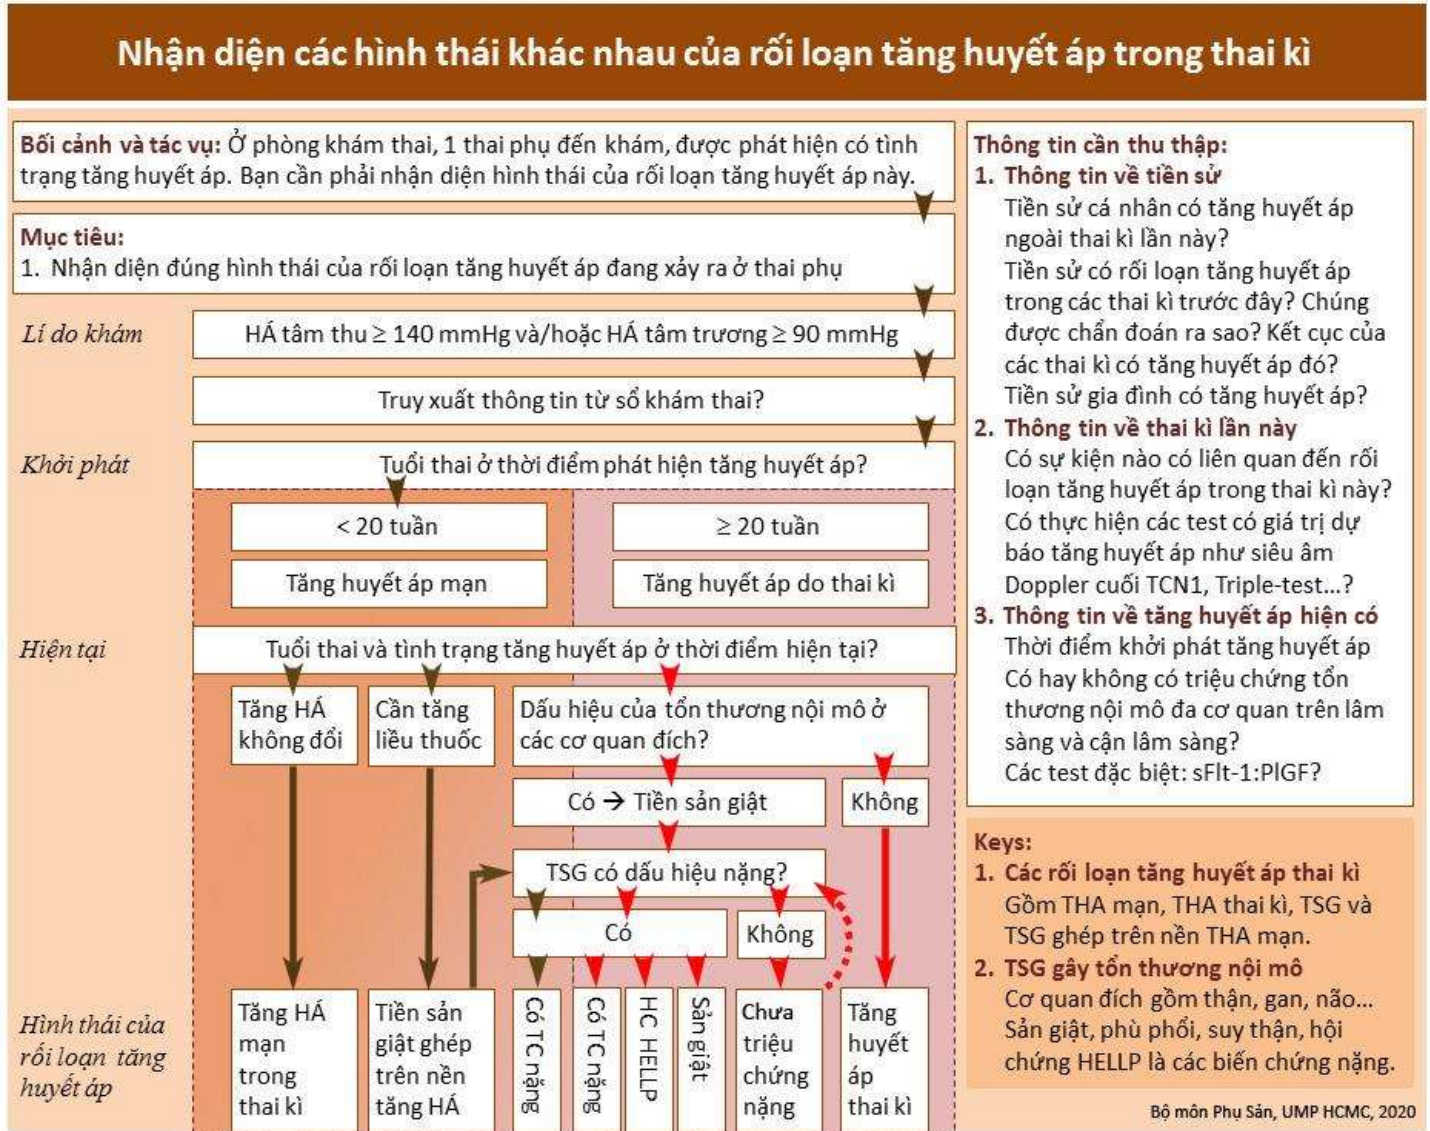 Nhận diện các hình thái khác nhau của rối loạn tăng huyết áp trong thai kì
Bối cảnh và tác vụ: Ở phòng khám thai, 1 thai phụ đến khám, được phát hiện có tình
trạng tăng huyết áp. Bạn cần phải nhận diện hình thái của rối loạn tăng huyết áp này.
Mục tiêu:
1. Nhận diện đúng hình thái của rối loạn tăng huyết áp đang xảy ra ở thai phụ
Lí do khám
HÁ tâm thu ≥ 140 mmHg và/hoặc HÁ tâm trương ≥ 90 mmHg
Truy xuất thông tin từ sổ khám thai?
Khởi phát
Tuổi thai ở thời điểm phát hiện tăng huyết áp?
< 20 tuần
≥ 20 tuần
Tăng huyết áp mạn
Tăng huyết áp do thai kì
Hiện tại
Tuổi thai và tình trạng tăng huyết áp ở thời điểm hiện tại?
Tăng HÁ
không đổi
Cần tăng
liều thuốc
Dấu hiệu của tổn thương nội mô ở
các cơ quan đích?
Có → Tiền sản giật
Không
TSG có dấu hiệu nặng?
Có
Không
Hình thái của
rối loạn tăng
huyết áp
Tăng HÁ
mạn
trong
thai kì
Tiền sản
giật ghép
trên nền
tăng HÁ
Có TC nặng
Có TC nặng
HC HELLP
Sản giật
Chưa
triệu
chứng
nặng
Tăng
huyết
áp
thai kì
Thông tin cần thu thập:
1. Thông tin về tiền sử
Tiền sử cá nhân có tăng huyết áp
ngoài thai kì lần này?
Tiền sử có rối loạn tăng huyết áp
trong các thai kì trước đây? Chúng
được chẩn đoán ra sao? Kết cục của
các thai kì có tăng huyết áp đó?
Tiền sử gia đình có tăng huyết áp?
2. Thông tin về thai kì lần này
Có sự kiện nào có liên quan đến rối
loạn tăng huyết áp trong thai kì này?
Có thực hiện các test có giá trị dự
báo tăng huyết áp như siêu âm
Doppler cuối TCN1, Triple-test...?
3. Thông tin về tăng huyết áp hiện có
Thời điểm khởi phát tăng huyết áp
Có hay không có triệu chứng tổn
thương nội mô đa cơ quan trên lâm
sàng và cận lâm sàng?
Các test đặc biệt: sFlt-1:PlGF?
Keys:
1. Các rối loạn tăng huyết áp thai kì
Gồm THA mạn, THA thai kì, TSG và
TSG ghép trên nền THA mạn.
2. TSG gây tổn thương nội mô
Cơ quan đích gồm thận, gan, não...
Sản giật, phù phổi, suy thận, hội
chứng HELLP là các biến chứng nặng.
Bộ môn Phụ Sản, UMP HCMC, 2020